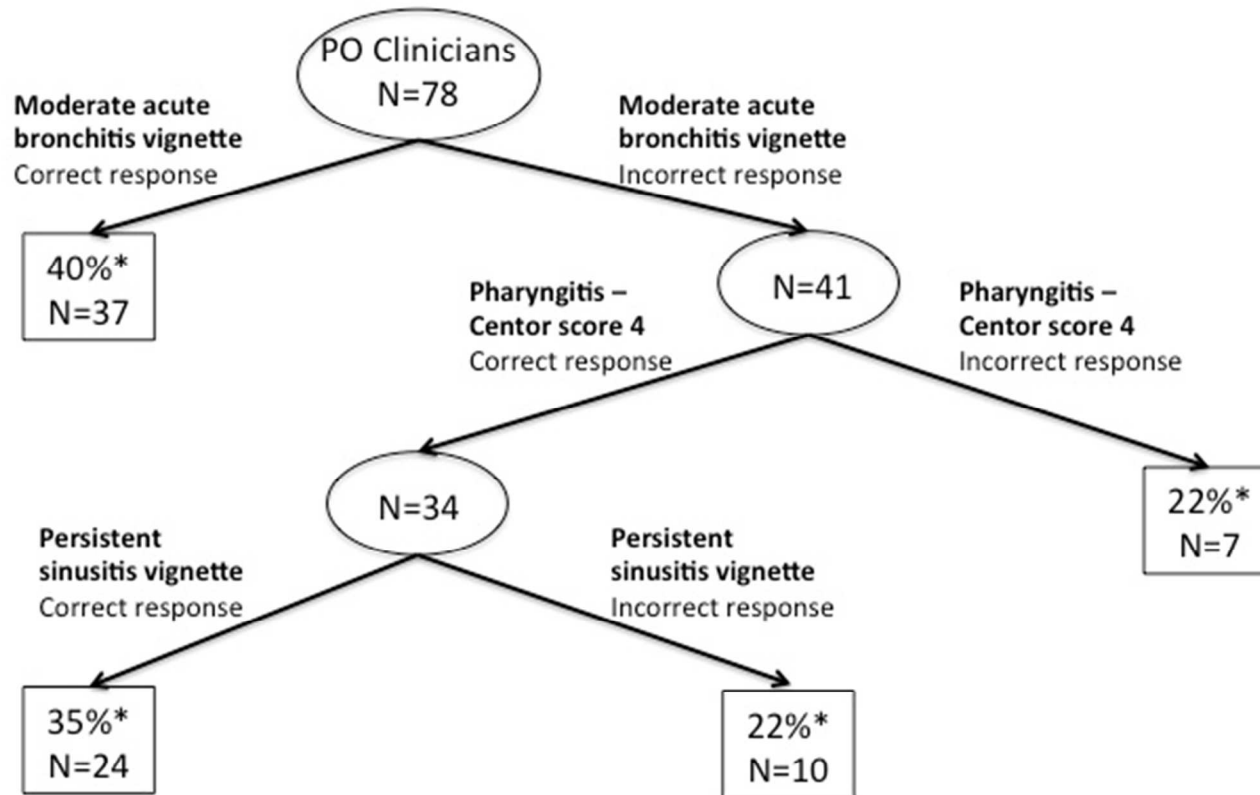 PO Clinicians
N=78
Moderate acute
bronchitis vignette
Correct response
Moderate acute
bronchitis vignette
Incorrect response
40%*
N=37
N=41
Pharyngitis –
Centor score 4
Correct response
Pharyngitis –
Centor score 4
Incorrect response
N=34
22%*
N=7
Persistent
sinusitis vignette
Correct response
Persistent
sinusitis vignette
Incorrect response
35%*
N=24
22%*
N=10